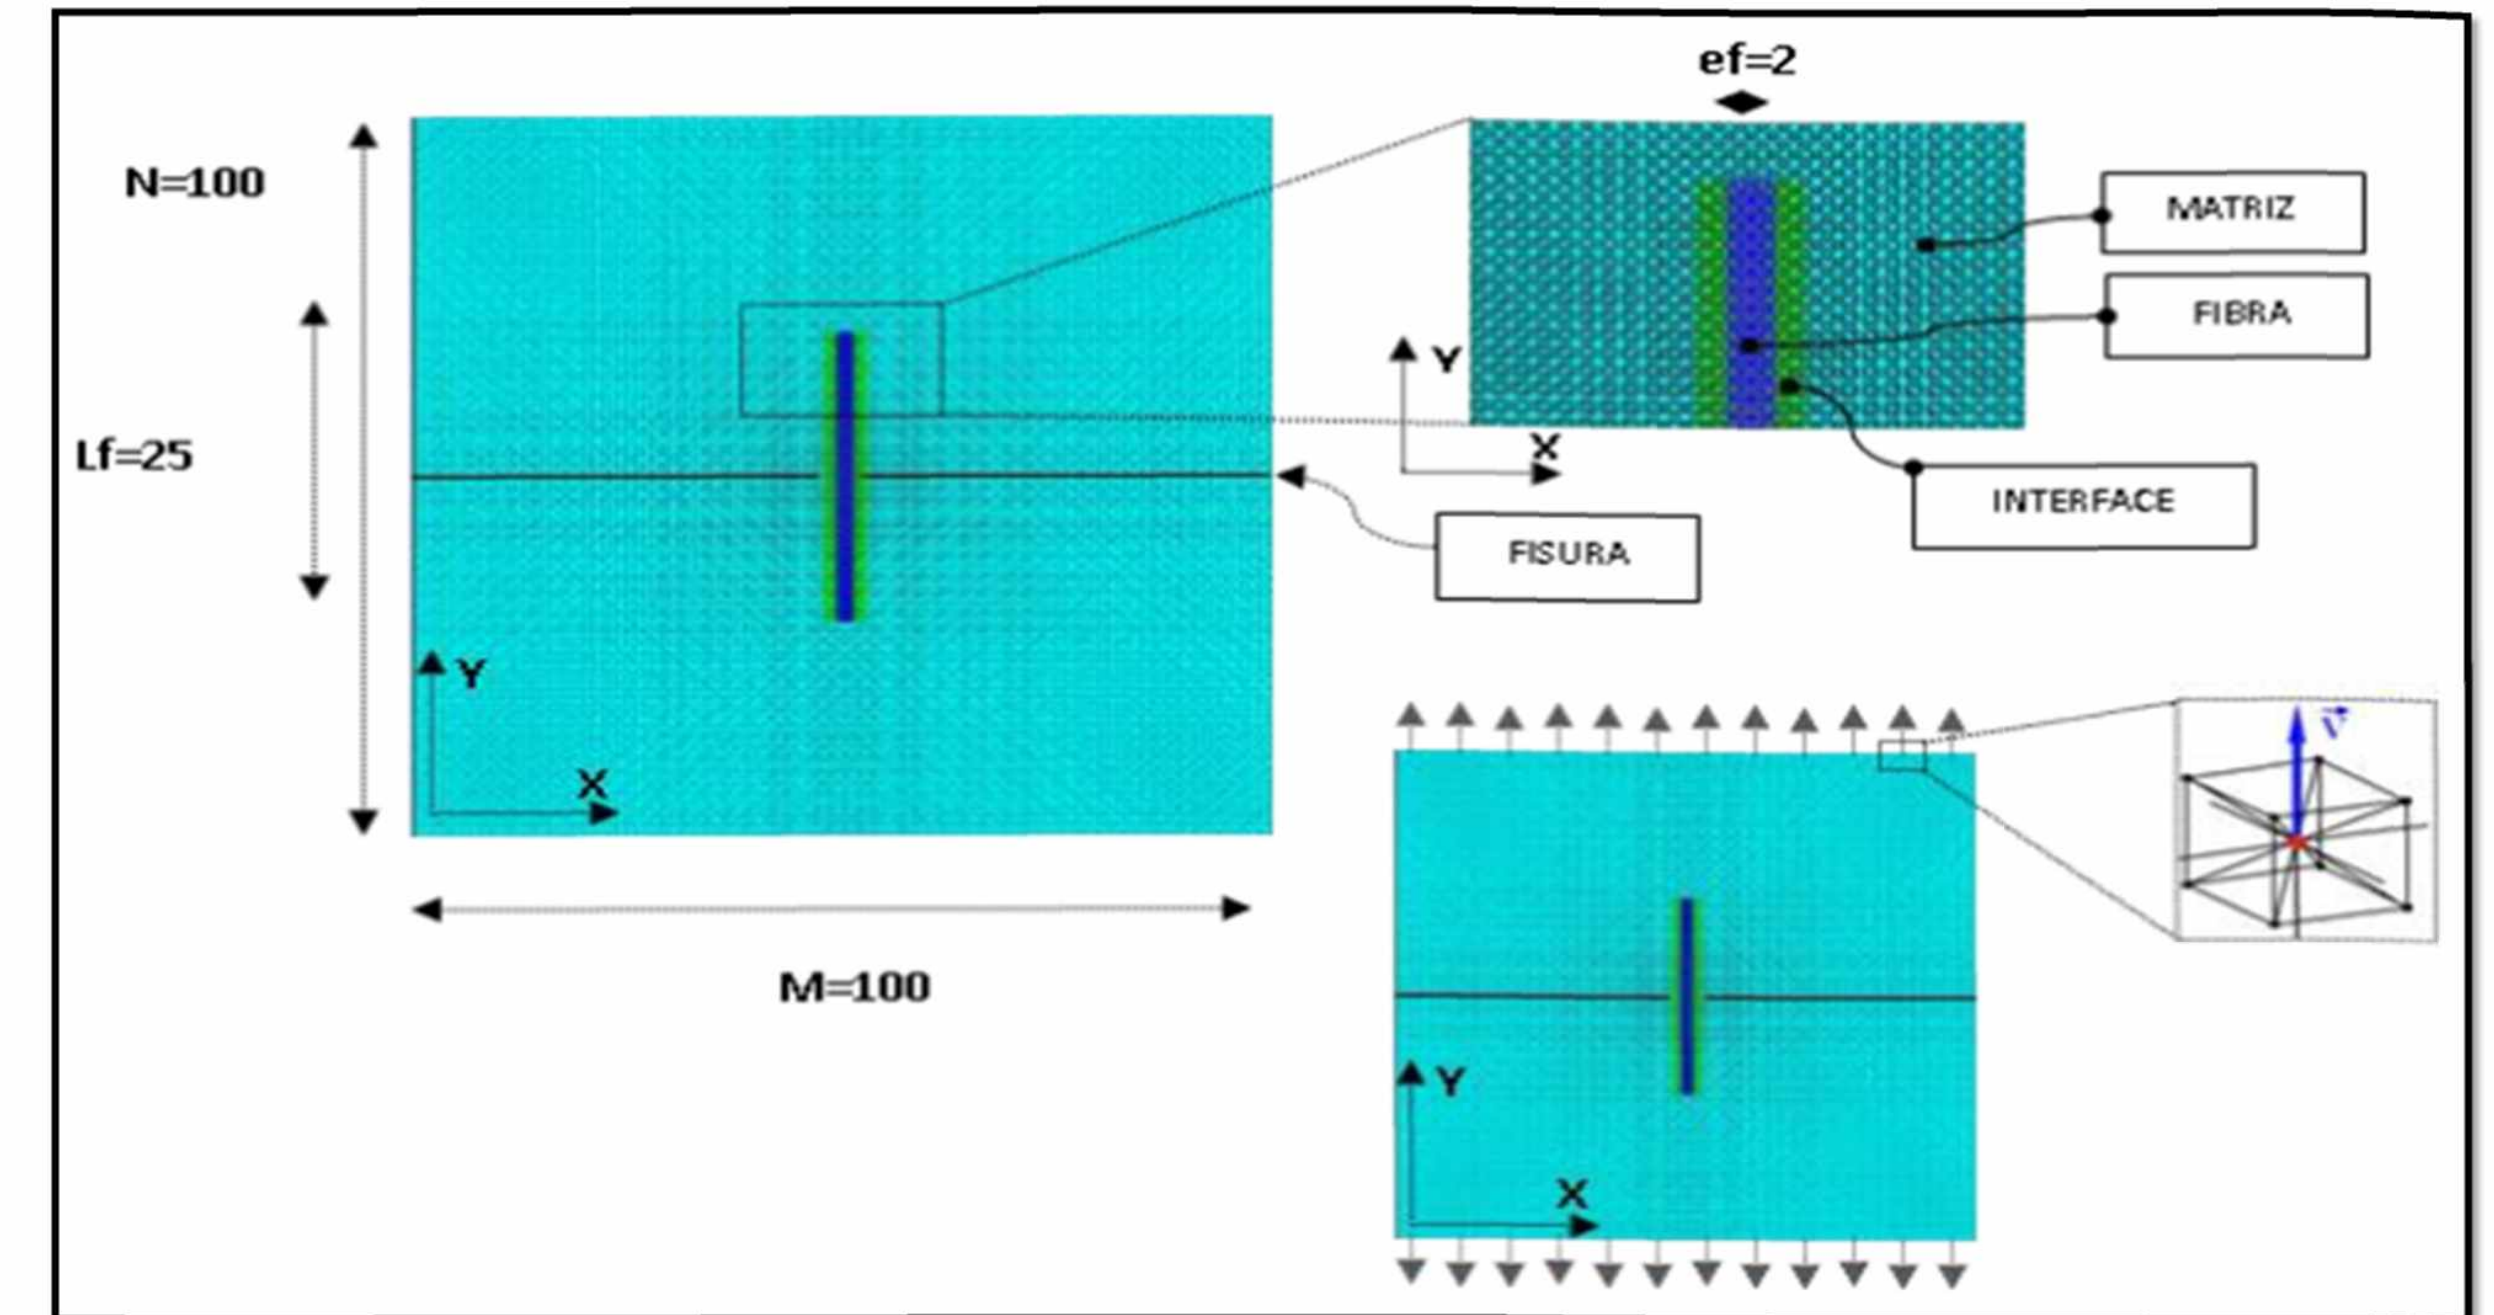 ef=2
N=100
MATRIZ
FIBRA
Y
X
Lf=25
INTERFACE
FISURA
Y
X
M=100
V
Y
X